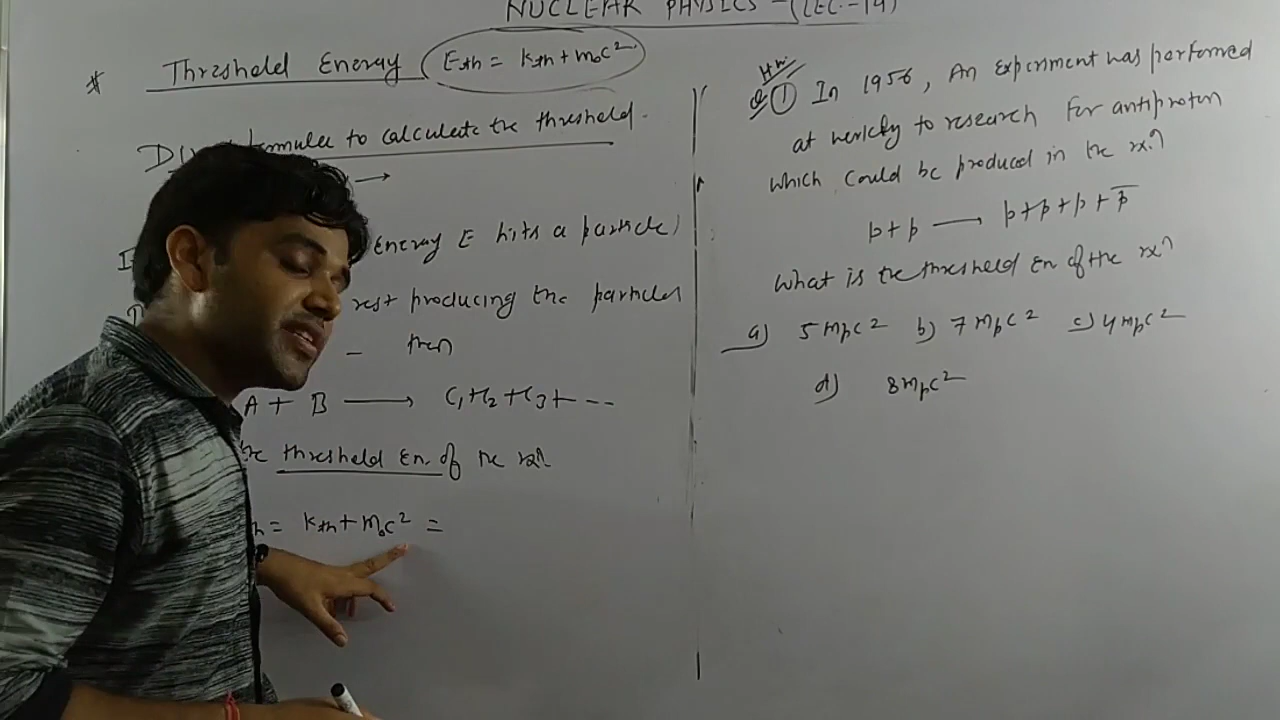 NUCLEAR PHYSICS - (LEC.-14)
* Threshold Energy (Eth = Kth + m₀c²)
to calculate the threshold.
→
energy E hits a particle
rest producing the particles
– then
A + B ⟶ C₁+C₂+C₃+ --
threshold En. of the rxⁿ
h = Kth + m₀c² =
HW
Q ① In 1956, An experiment was performed
at to research for antiproton
which could be produced in the rxⁿ
p+p ⟶ p+p+p+p̅
What is the threshold En of the rxⁿ
a) 5mpc² b) 7mpc² c) 4mpc²
d) 8mpc²